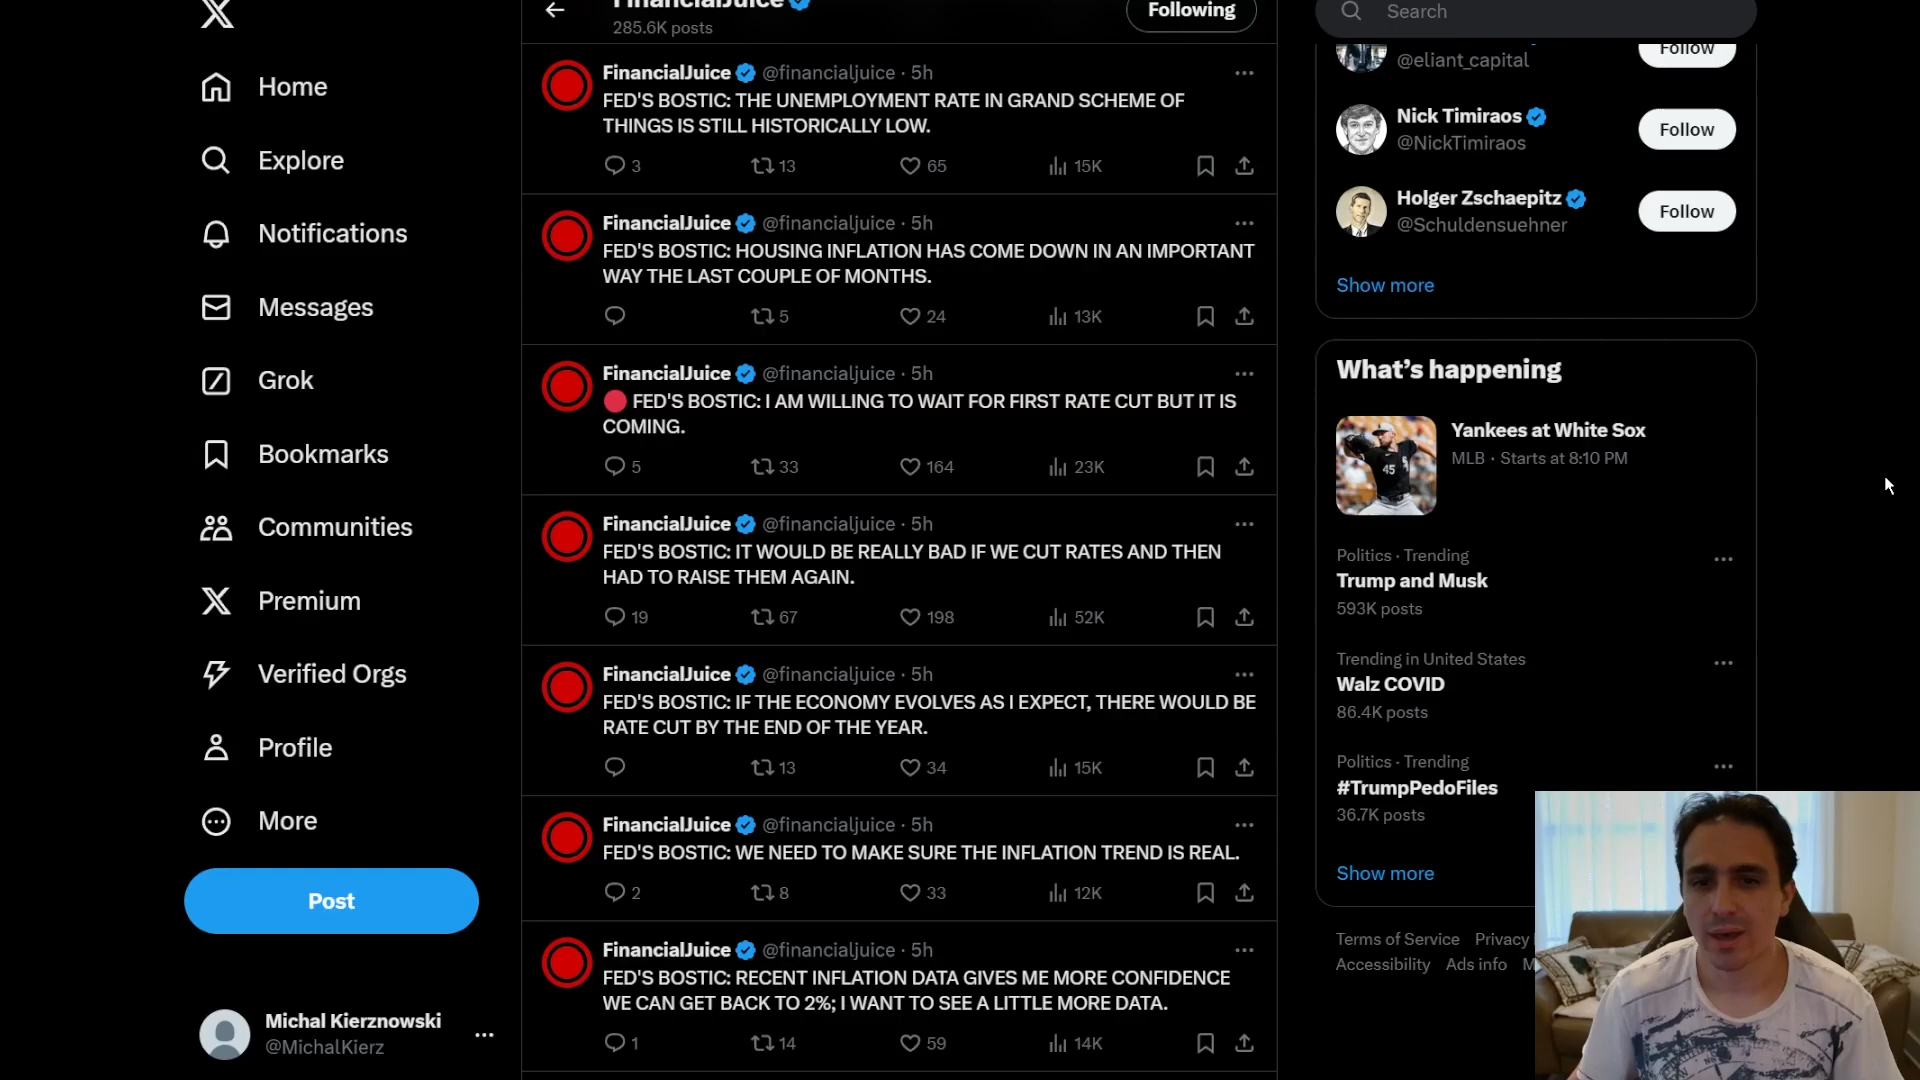 FinancialJuice
285.6K posts
Following
Search
Home
Explore
Notifications
Messages
Grok
Bookmarks
Communities
Premium
Verified Orgs
Profile
More
Post
Michal Kierznowski
@MichalKierz
FinancialJuice @financialjuice · 5h
FED'S BOSTIC: THE UNEMPLOYMENT RATE IN GRAND SCHEME OF
THINGS IS STILL HISTORICALLY LOW.
3 13 65 15K
FinancialJuice @financialjuice · 5h
FED'S BOSTIC: HOUSING INFLATION HAS COME DOWN IN AN IMPORTANT
WAY THE LAST COUPLE OF MONTHS.
5 24 13K
FinancialJuice @financialjuice · 5h
FED'S BOSTIC: I AM WILLING TO WAIT FOR FIRST RATE CUT BUT IT IS
COMING.
5 33 164 23K
FinancialJuice @financialjuice · 5h
FED'S BOSTIC: IT WOULD BE REALLY BAD IF WE CUT RATES AND THEN
HAD TO RAISE THEM AGAIN.
19 67 198 52K
FinancialJuice @financialjuice · 5h
FED'S BOSTIC: IF THE ECONOMY EVOLVES AS I EXPECT, THERE WOULD BE
RATE CUT BY THE END OF THE YEAR.
13 34 15K
FinancialJuice @financialjuice · 5h
FED'S BOSTIC: WE NEED TO MAKE SURE THE INFLATION TREND IS REAL.
2 8 33 12K
FinancialJuice @financialjuice · 5h
FED'S BOSTIC: RECENT INFLATION DATA GIVES ME MORE CONFIDENCE
WE CAN GET BACK TO 2%; I WANT TO SEE A LITTLE MORE DATA.
1 14 59 14K
@eliant_capital
Follow
Nick Timiraos
@NickTimiraos
Follow
Holger Zschaepitz
@Schuldensuehner
Follow
Show more
What's happening
45
Yankees at White Sox
MLB · Starts at 8:10 PM
Politics · Trending
Trump and Musk
593K posts
Trending in United States
Walz COVID
86.4K posts
Politics · Trending
#TrumpPedoFiles
36.7K posts
Show more
Terms of Service Privacy
Accessibility Ads info